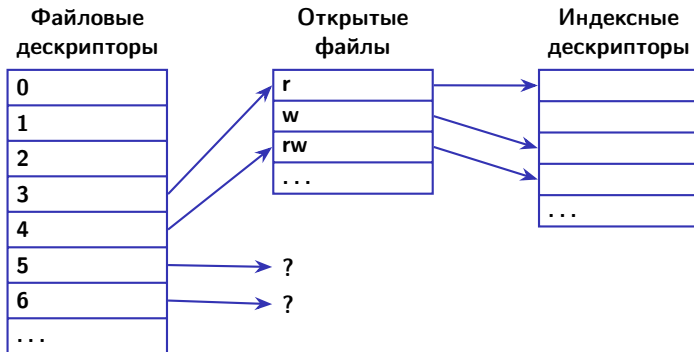 Файловые
дескрипторы
0
1
2
3
4
5
6
...
Открытые
файлы
r
w
rw
...
?
?
Индексные
дескрипторы
...